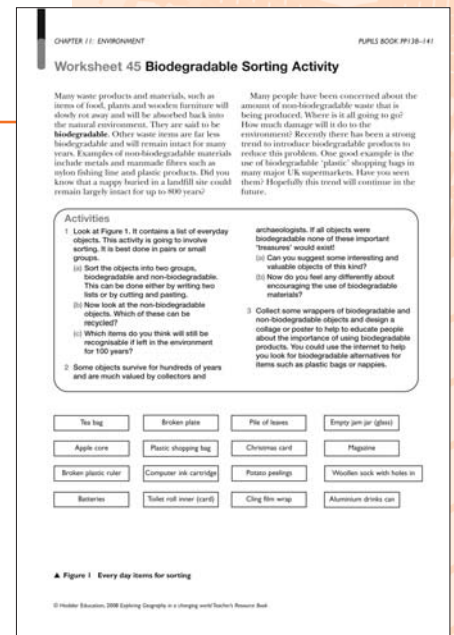 CHAPTER 11: ENVIRONMENT
PUPILS BOOK PP138–141
Worksheet 45 Biodegradable Sorting Activity
Many waste products and materials, such as
items of food, plants and wooden furniture will
slowly rot away and will be absorbed back into
the natural environment. They are said to be
biodegradable. Other waste items are far less
biodegradable and will remain intact for many
years. Examples of non-biodegradable materials
include metals and manmade fibres such as
nylon fishing line and plastic products. Did you
know that a nappy buried in a landfill site could
remain largely intact for up to 800 years?
Many people have been concerned about the
amount of non-biodegradable waste that is
being produced. Where is it all going to go?
How much damage will it do to the
environment? Recently there has been a strong
trend to introduce biodegradable products to
reduce this problem. One good example is the
use of biodegradable 'plastic' shopping bags in
many major UK supermarkets. Have you seen
them? Hopefully this trend will continue in the
future.
Activities
1 Look at Figure 1. It contains a list of everyday
objects. This activity is going to involve
sorting. It is best done in pairs or small
groups.
(a) Sort the objects into two groups,
biodegradable and non-biodegradable.
This can be done either by writing two
lists or by cutting and pasting.
(b) Now look at the non-biodegradable
objects. Which of these can be
recycled?
(c) Which items do you think will still be
recognisable if left in the environment
for 100 years?
2 Some objects survive for hundreds of years
and are much valued by collectors and
archaeologists. If all objects were
biodegradable none of these important
'treasures' would exist!
(a) Can you suggest some interesting and
valuable objects of this kind?
(b) Now do you feel any differently about
encouraging the use of biodegradable
materials?
3 Collect some wrappers of biodegradable and
non-biodegradable objects and design a
collage or poster to help to educate people
about the importance of using biodegradable
products. You could use the internet to help
you look for biodegradable alternatives for
items such as plastic bags or nappies.
Tea bag
Broken plate
Pile of leaves
Empty jam jar (glass)
Apple core
Plastic shopping bag
Christmas card
Magazine
Broken plastic ruler
Computer ink cartridge
Potato peelings
Woollen sock with holes in
Batteries
Toilet roll inner (card)
Cling film wrap
Aluminium drinks can
▲ Figure 1 Every day items for sorting
© Hodder Education, 2008 Exploring Geography in a changing world Teacher's Resource Book